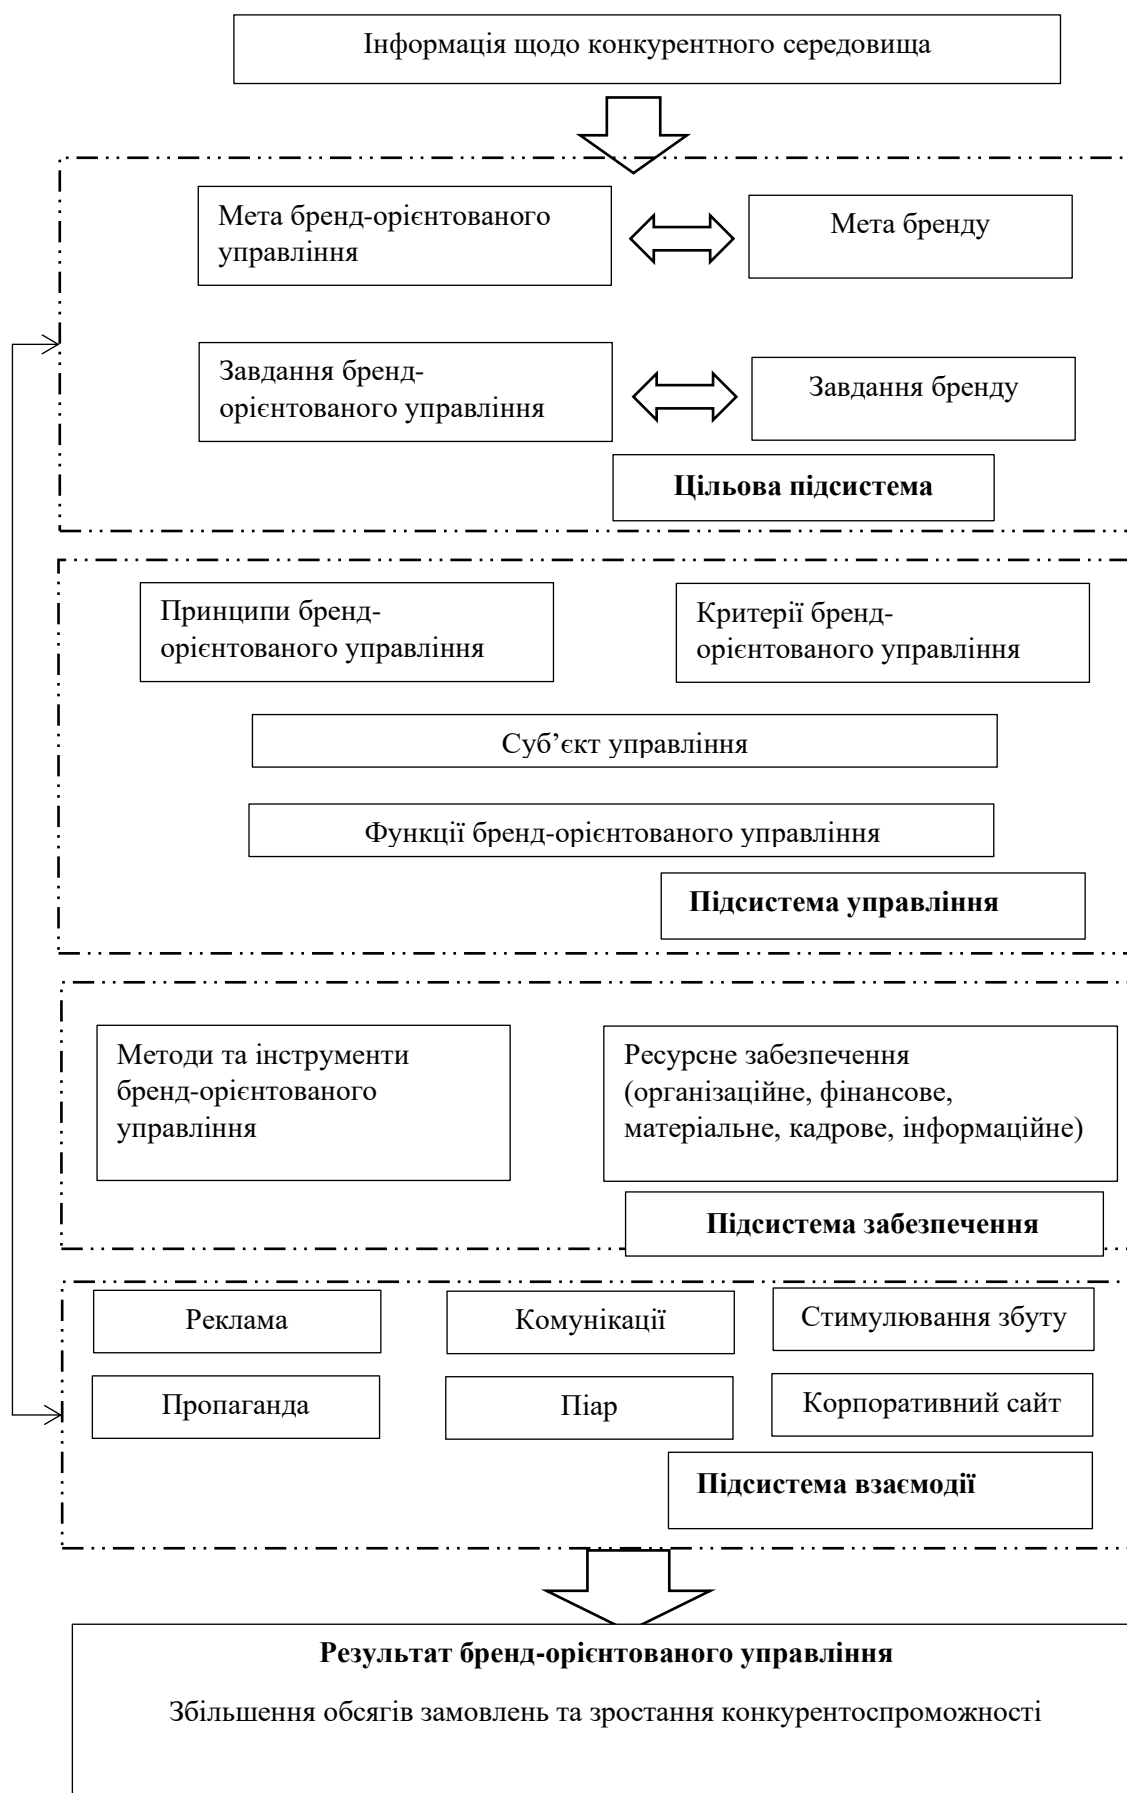 Інформація щодо конкурентного середовища
Мета бренд-орієнтованого
управління
Мета бренду
Завдання бренд-
орієнтованого управління
Завдання бренду
Цільова підсистема
Принципи бренд-
орієнтованого управління
Критерії бренд-
орієнтованого управління
Суб’єкт управління
Функції бренд-орієнтованого управління
Підсистема управління
Методи та інструменти
бренд-орієнтованого
управління
Ресурсне забезпечення
(організаційне, фінансове,
матеріальне, кадрове, інформаційне)
Підсистема забезпечення
Реклама
Комунікації
Стимулювання збуту
Пропаганда
Піар
Корпоративний сайт
Підсистема взаємодії
Результат бренд-орієнтованого управління
Збільшення обсягів замовлень та зростання конкурентоспроможності